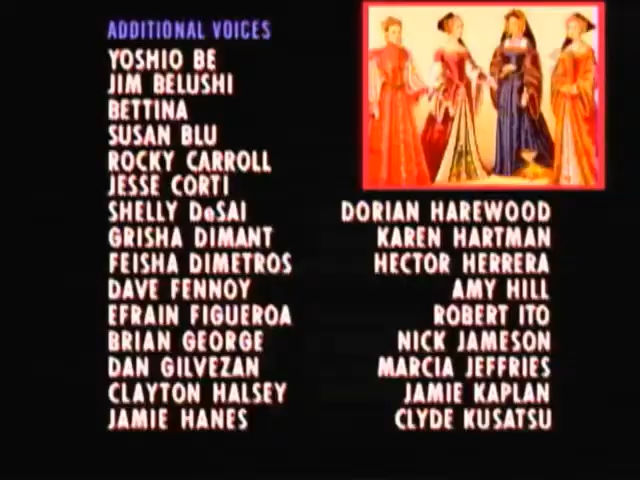 ADDITIONAL VOICES
YOSHIO BE
JIM BELUSHI
BETTINA
SUSAN BLU
ROCKY CARROLL
JESSE CORTI
SHELLY DeSAI
GRISHA DIMANT
FEISHA DIMETROS
DAVE FENNOY
EFRAIN FIGUEROA
BRIAN GEORGE
DAN GILVEZAN
CLAYTON HALSEY
JAMIE HANES
DORIAN HAREWOOD
KAREN HARTMAN
HECTOR HERRERA
AMY HILL
ROBERT ITO
NICK JAMESON
MARCIA JEFFRIES
JAMIE KAPLAN
CLYDE KUSATSU